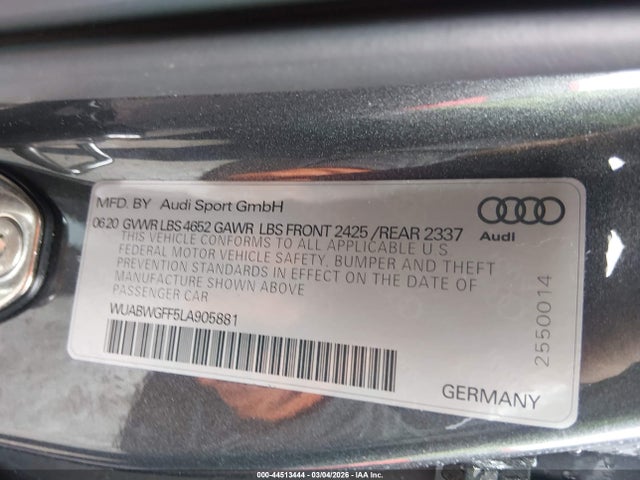 MFD. BY Audi Sport GmbH
06.20 GVWR LBS 4652 GAWR LBS FRONT 2425 /REAR 2337
THIS VEHICLE CONFORMS TO ALL APPLICABLE U.S
FEDERAL MOTOR VEHICLE SAFETY, BUMPER AND THEFT
PREVENTION STANDARDS IN EFFECT ON THE DATE OF
MANUFACTURE SHOWN ABOVE
PASSENGER CAR
WUABWGFF5LA905881
Audi
2550014
GERMANY
000-44513444 - 03/04/2026 - IAA Inc.